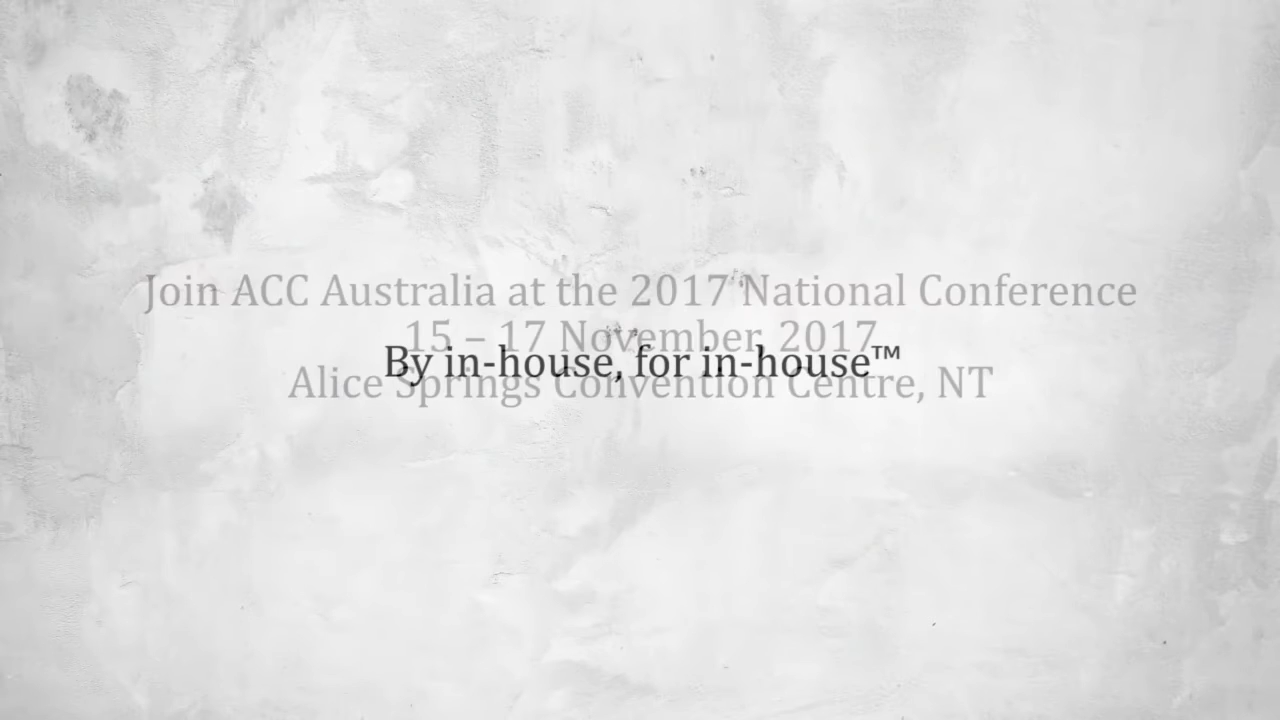 Join ACC Australia at the 2017 National Conference
15 – 17 November 2017
By in-house, for in-house™
Alice Springs Convention Centre, NT